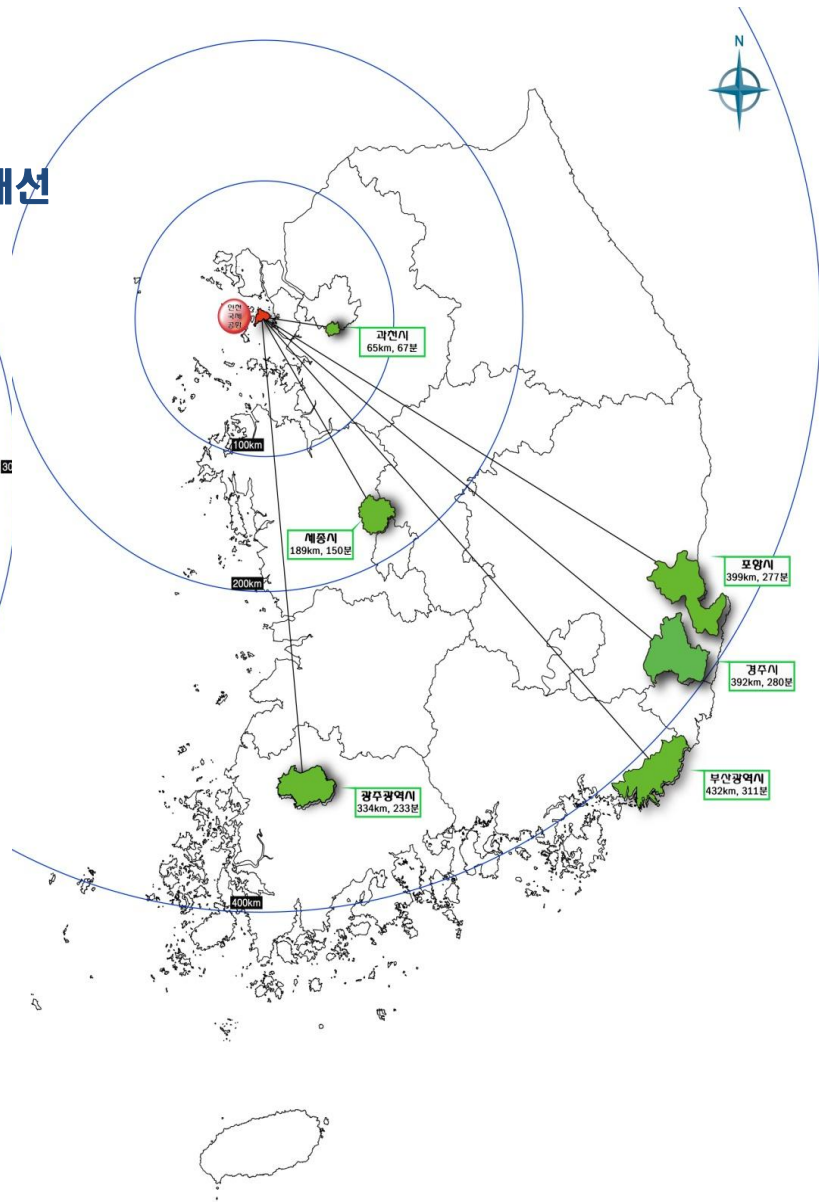 N
인천
국제
공항
과천시
65km, 67분
100km
30
세종시
189km, 150분
200km
포항시
399km, 277분
경주시
392km, 280분
부산광역시
432km, 311분
광주광역시
334km, 233분
400km